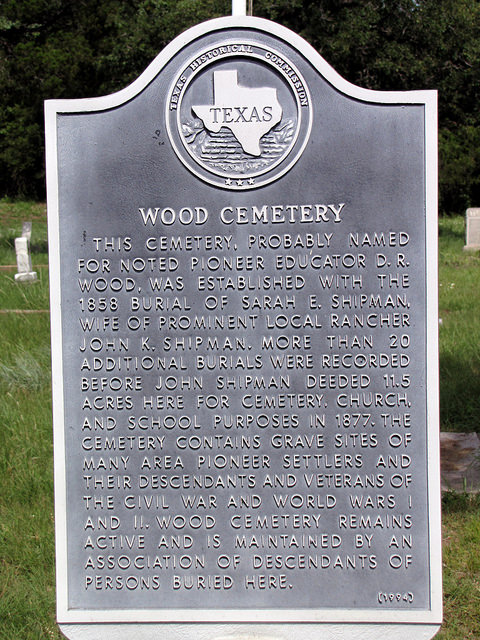 TEXAS HISTORICAL COMMISSION
TEXAS
WOOD CEMETERY
THIS CEMETERY, PROBABLY NAMED
FOR NOTED PIONEER EDUCATOR D. R.
WOOD, WAS ESTABLISHED WITH THE
1858 BURIAL OF SARAH E. SHIPMAN,
WIFE OF PROMINENT LOCAL RANCHER
JOHN K. SHIPMAN. MORE THAN 20
ADDITIONAL BURIALS WERE RECORDED
BEFORE JOHN SHIPMAN DEEDED 11.5
ACRES HERE FOR CEMETERY, CHURCH,
AND SCHOOL PURPOSES IN 1877. THE
CEMETERY CONTAINS GRAVE SITES OF
MANY AREA PIONEER SETTLERS AND
THEIR DESCENDANTS AND VETERANS OF
THE CIVIL WAR AND WORLD WARS I
AND II. WOOD CEMETERY REMAINS
ACTIVE AND IS MAINTAINED BY AN
ASSOCIATION OF DESCENDANTS OF
PERSONS BURIED HERE.
(1994)